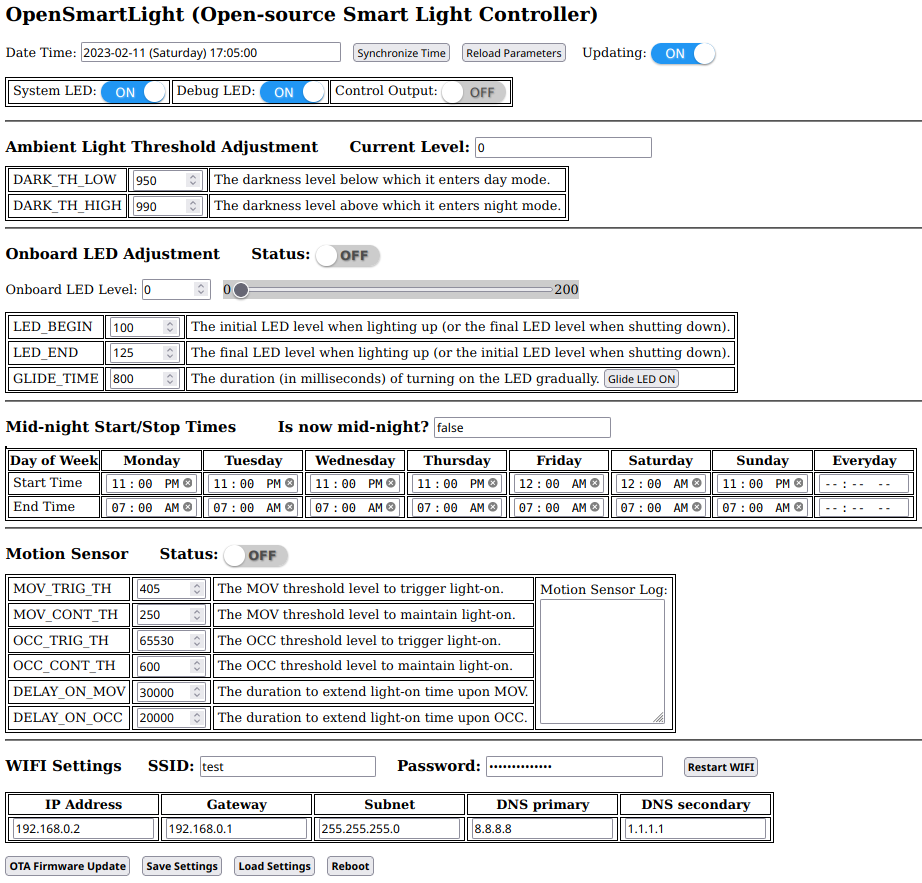 OpenSmartLight (Open-source Smart Light Controller)
Date Time: 2023-02-11 (Saturday) 17:05:00 Synchronize Time Reload Parameters Updating: ON
System LED: ON Debug LED: ON Control Output: OFF
Ambient Light Threshold Adjustment Current Level: 0
DARK_TH_LOW 950 The darkness level below which it enters day mode.
DARK_TH_HIGH 990 The darkness level above which it enters night mode.
Onboard LED Adjustment Status: OFF
Onboard LED Level: 0 0 200
LED_BEGIN 100 The initial LED level when lighting up (or the final LED level when shutting down).
LED_END 125 The final LED level when lighting up (or the initial LED level when shutting down).
GLIDE_TIME 800 The duration (in milliseconds) of turning on the LED gradually. Glide LED ON
Mid-night Start/Stop Times Is now mid-night? false
Day of Week Monday Tuesday Wednesday Thursday Friday Saturday Sunday Everyday
Start Time 11:00 PM 11:00 PM 11:00 PM 11:00 PM 12:00 AM 12:00 AM 11:00 PM --:-- --
End Time 07:00 AM 07:00 AM 07:00 AM 07:00 AM 07:00 AM 07:00 AM 07:00 AM --:-- --
Motion Sensor Status: OFF
MOV_TRIG_TH 405 The MOV threshold level to trigger light-on. Motion Sensor Log:
MOV_CONT_TH 250 The MOV threshold level to maintain light-on.
OCC_TRIG_TH 65530 The OCC threshold level to trigger light-on.
OCC_CONT_TH 600 The OCC threshold level to maintain light-on.
DELAY_ON_MOV 30000 The duration to extend light-on time upon MOV.
DELAY_ON_OCC 20000 The duration to extend light-on time upon OCC.
WIFI Settings SSID: test Password: •••••••••••••• Restart WIFI
IP Address Gateway Subnet DNS primary DNS secondary
192.168.0.2 192.168.0.1 255.255.255.0 8.8.8.8 1.1.1.1
OTA Firmware Update Save Settings Load Settings Reboot